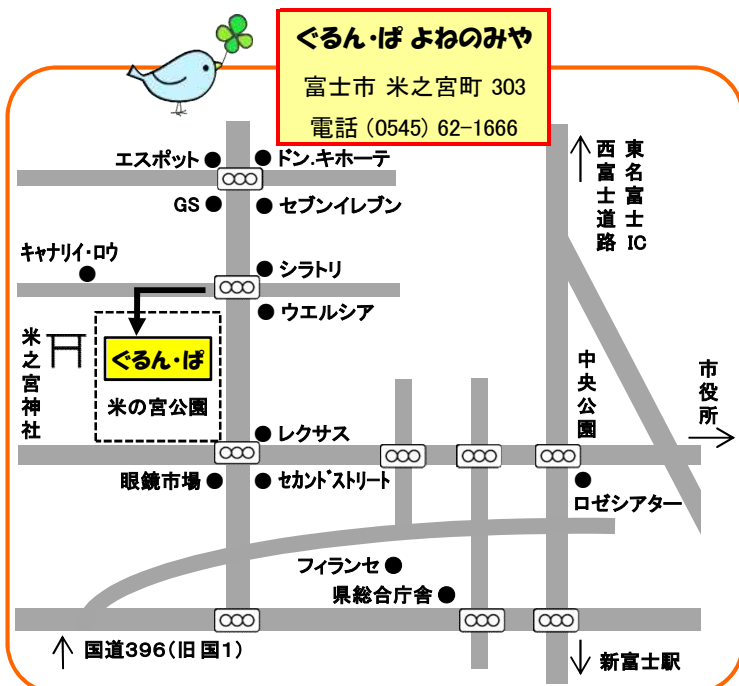 ぐるん・ぱ よねのみや
富士市 米之宮町 303
電話 (0545) 62-1666
エスポット
ドン.キホーテ
GS
セブンイレブン
西富士道路
東名富士IC
キャナリイ・ロウ
シラトリ
ウエルシア
米之宮神社
ぐるん・ぱ
米の宮公園
中央公園
市役所
レクサス
眼鏡市場
セカンドストリート
ロゼシアター
フィランセ
県総合庁舎
国道396(旧国1)
新富士駅